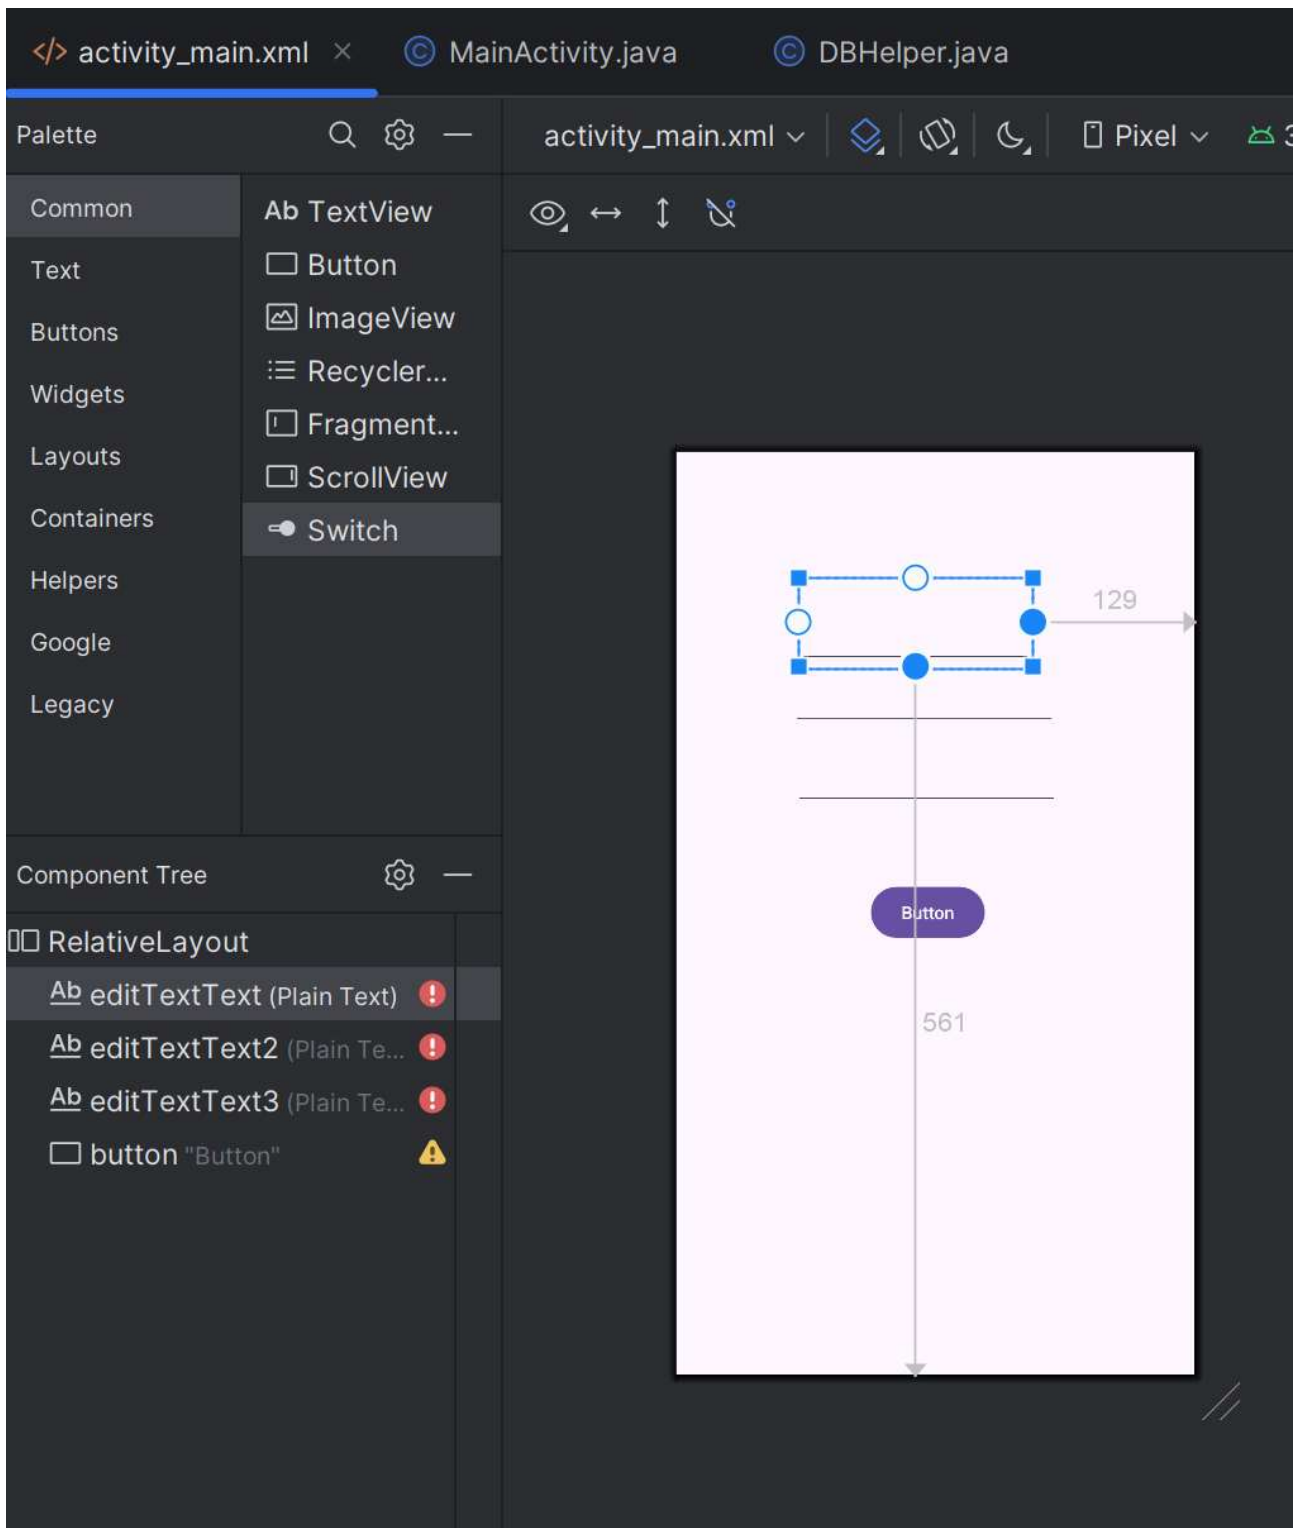 </> activity_main.xml × © MainActivity.java © DBHelper.java
Palette
activity_main.xml Pixel 3
Common
Text
Buttons
Widgets
Layouts
Containers
Helpers
Google
Legacy
Ab TextView
Button
ImageView
Recycler...
Fragment...
ScrollView
Switch
129
Button
561
Component Tree
RelativeLayout
Ab editTextText (Plain Text)
Ab editTextText2 (Plain Te...
Ab editTextText3 (Plain Te...
button "Button"